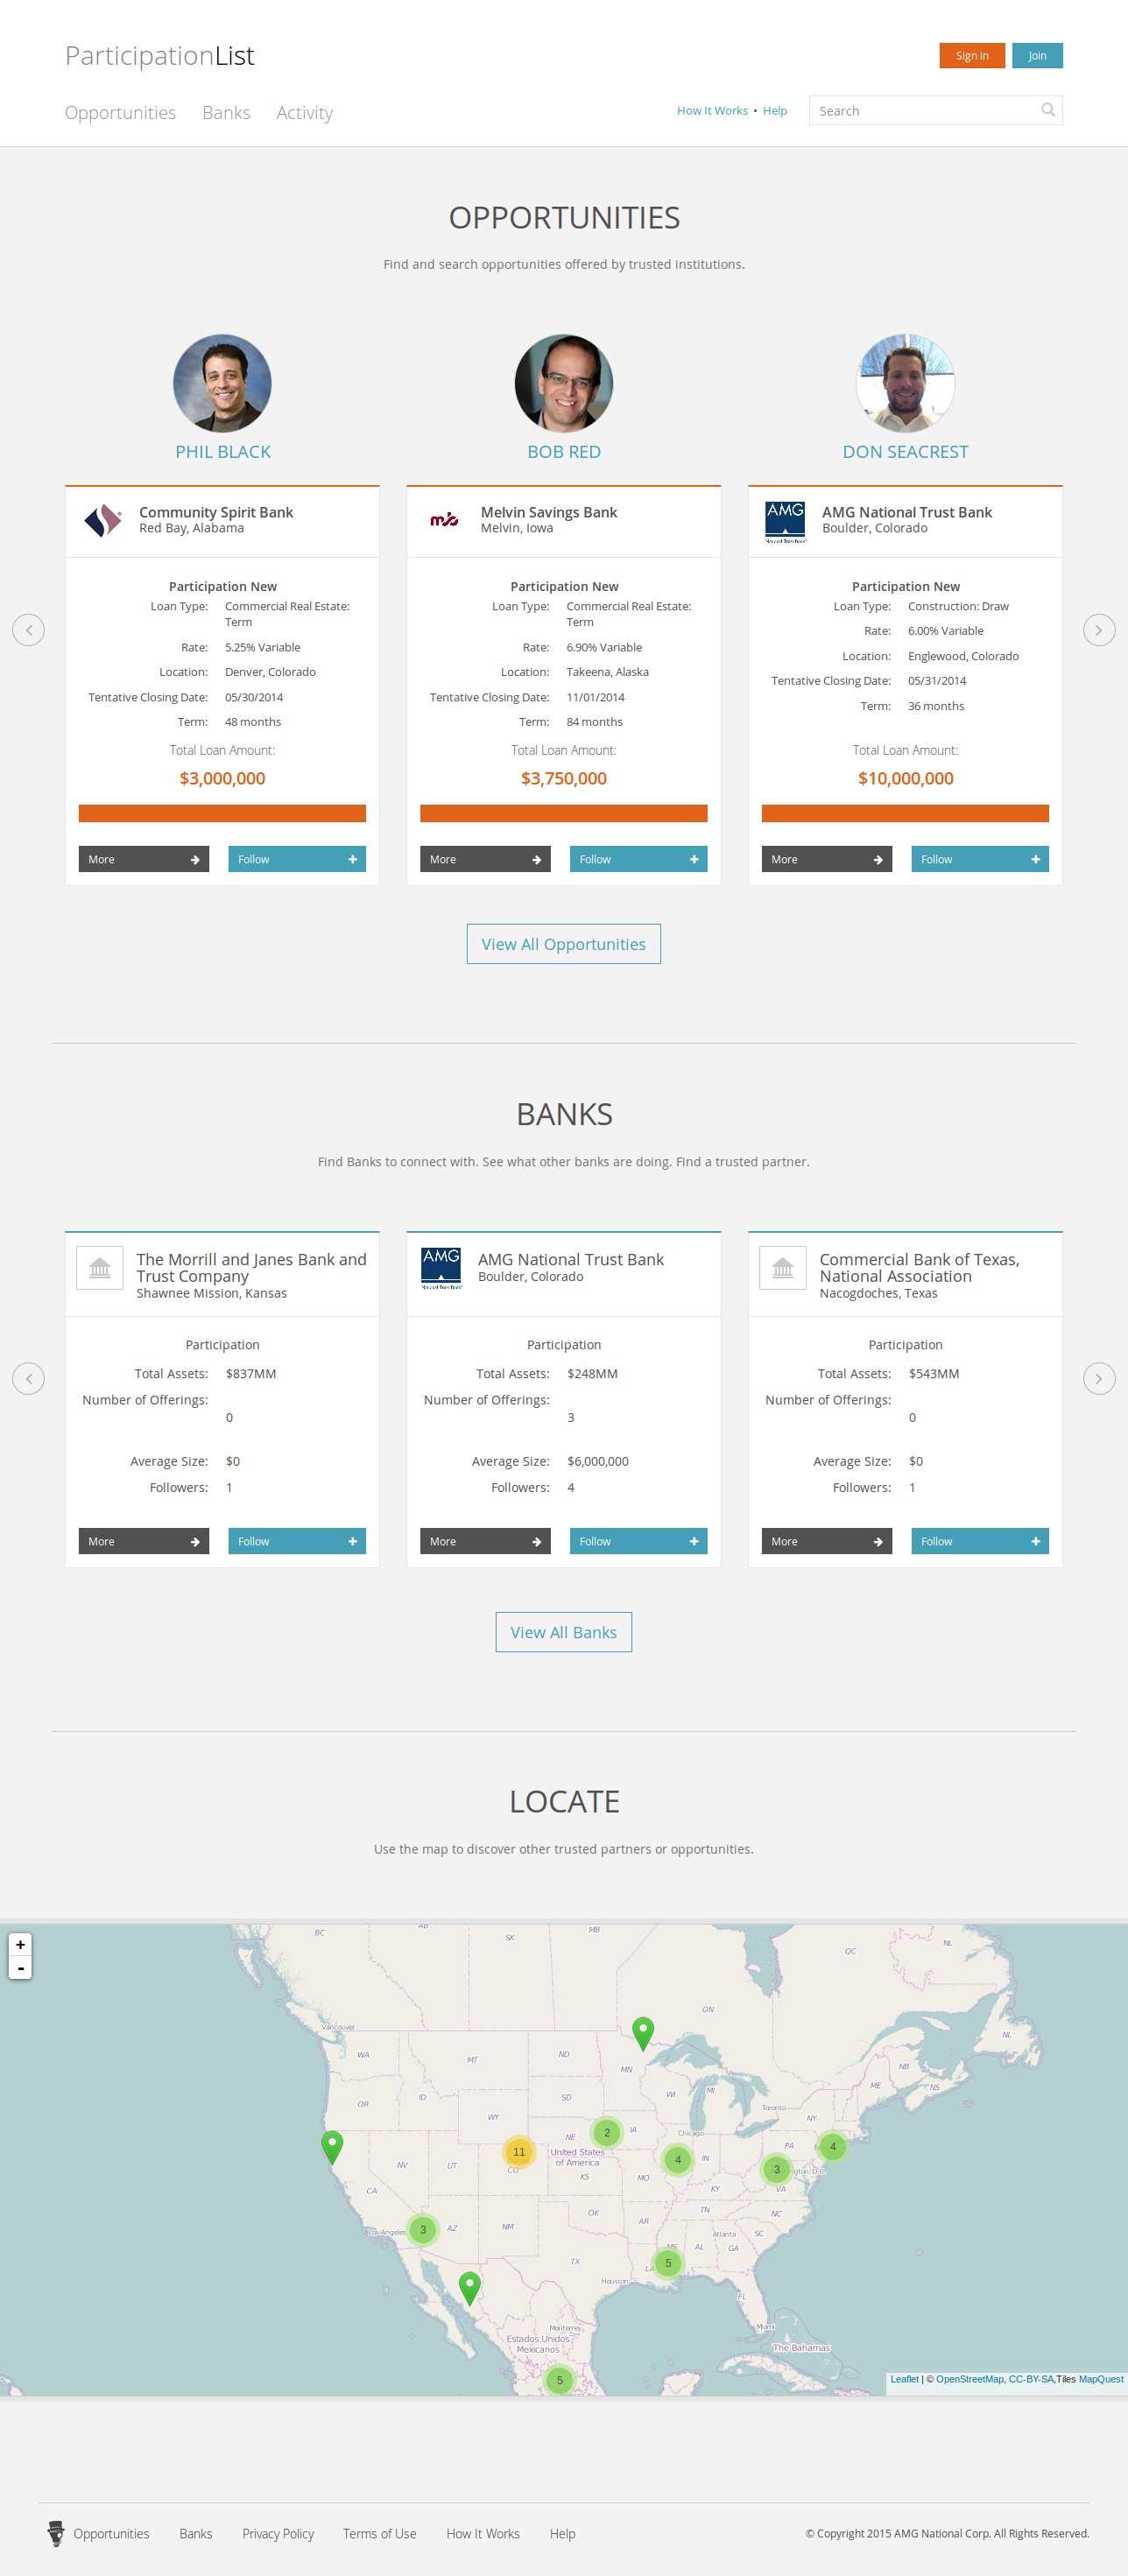 ParticipationList
Sign in
Join
Opportunities
Banks
Activity
How It Works • Help
Search
OPPORTUNITIES
Find and search opportunities offered by trusted institutions.
PHIL BLACK
Community Spirit Bank
Red Bay, Alabama
Participation New
Loan Type: Commercial Real Estate:
Term
Rate: 5.25% Variable
Location: Denver, Colorado
Tentative Closing Date: 05/30/2014
Term: 48 months
Total Loan Amount:
$3,000,000
More
Follow
BOB RED
Melvin Savings Bank
Melvin, Iowa
Participation New
Loan Type: Commercial Real Estate:
Term
Rate: 6.90% Variable
Location: Takeena, Alaska
Tentative Closing Date: 11/01/2014
Term: 84 months
Total Loan Amount:
$3,750,000
More
Follow
DON SEACREST
AMG
National Trust Bank
AMG National Trust Bank
Boulder, Colorado
Participation New
Loan Type: Construction: Draw
Rate: 6.00% Variable
Location: Englewood, Colorado
Tentative Closing Date: 05/31/2014
Term: 36 months
Total Loan Amount:
$10,000,000
More
Follow
View All Opportunities
BANKS
Find Banks to connect with. See what other banks are doing. Find a trusted partner.
The Morrill and Janes Bank and
Trust Company
Shawnee Mission, Kansas
Participation
Total Assets: $837MM
Number of Offerings:
0
Average Size: $0
Followers: 1
More
Follow
AMG
National Trust Bank
AMG National Trust Bank
Boulder, Colorado
Participation
Total Assets: $248MM
Number of Offerings:
3
Average Size: $6,000,000
Followers: 4
More
Follow
Commercial Bank of Texas,
National Association
Nacogdoches, Texas
Participation
Total Assets: $543MM
Number of Offerings:
0
Average Size: $0
Followers: 1
More
Follow
View All Banks
LOCATE
Use the map to discover other trusted partners or opportunities.
+
-
BC
AB
SK
MB
ON
QC
NL
NL
Vancouver
WA
MT
ND
MN
OR
ID
SD
WI
MI
WY
Toronto
NY
ME
NB
NS
NE
2
IA
Chicago
11
CO
United States
of America
4
IN
PA
4
3
VA
NV
UT
KS
MO
KY
CA
Los Angeles
3
AZ
NM
OK
AR
TN
NC
Atlanta
SC
MS
AL
GA
TX
LA
5
Houston
FL
Monterrey
Miami
The Bahamas
Estados Unidos
Mexicanos
5
Leaflet | © OpenStreetMap, CC-BY-SA,Tiles MapQuest
Opportunities
Banks
Privacy Policy
Terms of Use
How It Works
Help
© Copyright 2015 AMG National Corp. All Rights Reserved.